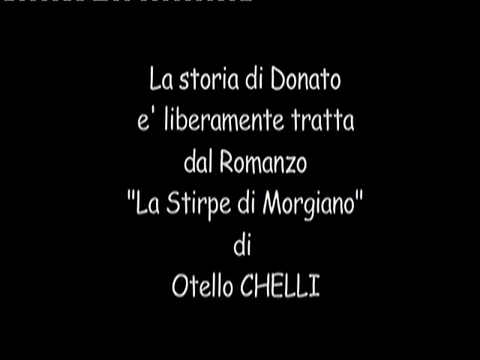 La storia di Donato
e' liberamente tratta
dal Romanzo
"La Stirpe di Morgiano"
di
Otello CHELLI